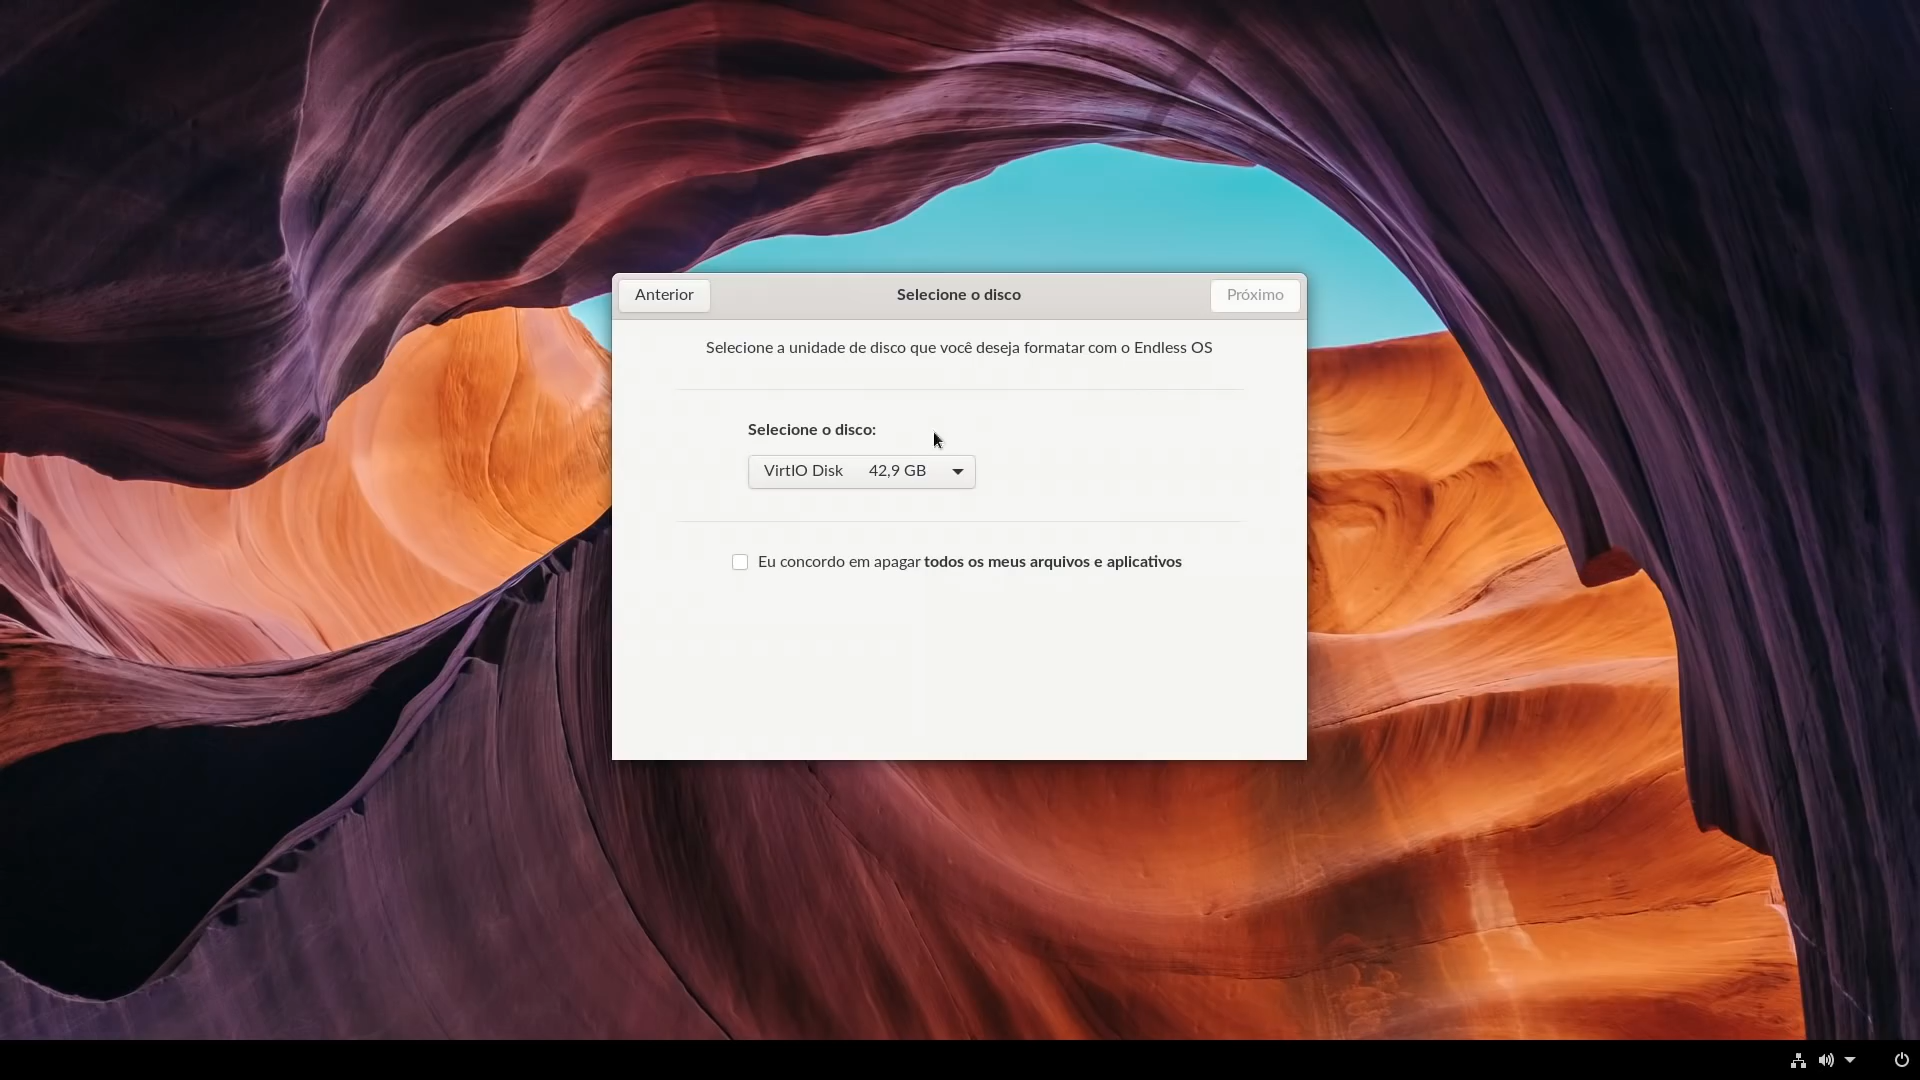 Anterior
Selecione o disco
Próximo
Selecione a unidade de disco que você deseja formatar com o Endless OS
Selecione o disco:
VirtIO Disk 42,9 GB
Eu concordo em apagar todos os meus arquivos e aplicativos